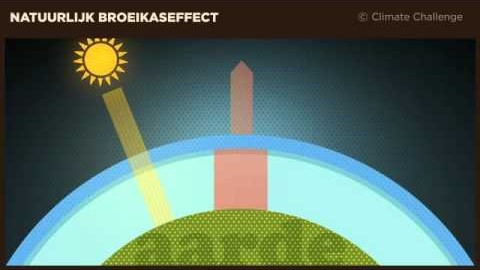 NATUURLIJK BROEIKASEFFECT
© Climate Challenge
aarde